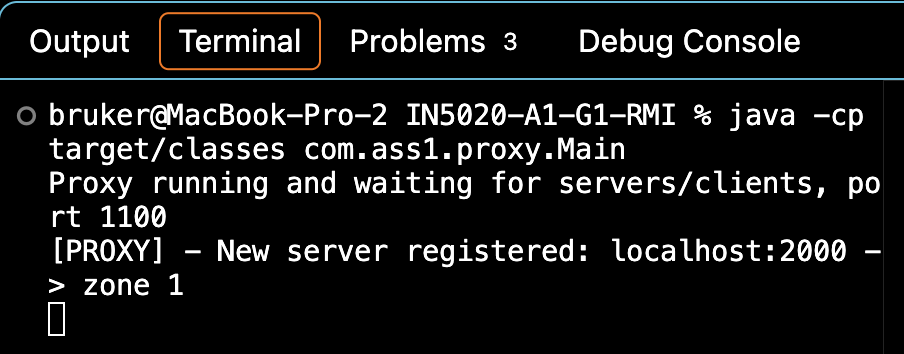 Output Terminal Problems 3 Debug Console
bruker@MacBook-Pro-2 IN5020-A1-G1-RMI % java -cp
target/classes com.ass1.proxy.Main
Proxy running and waiting for servers/clients, po
rt 1100
[PROXY] - New server registered: localhost:2000 -
> zone 1